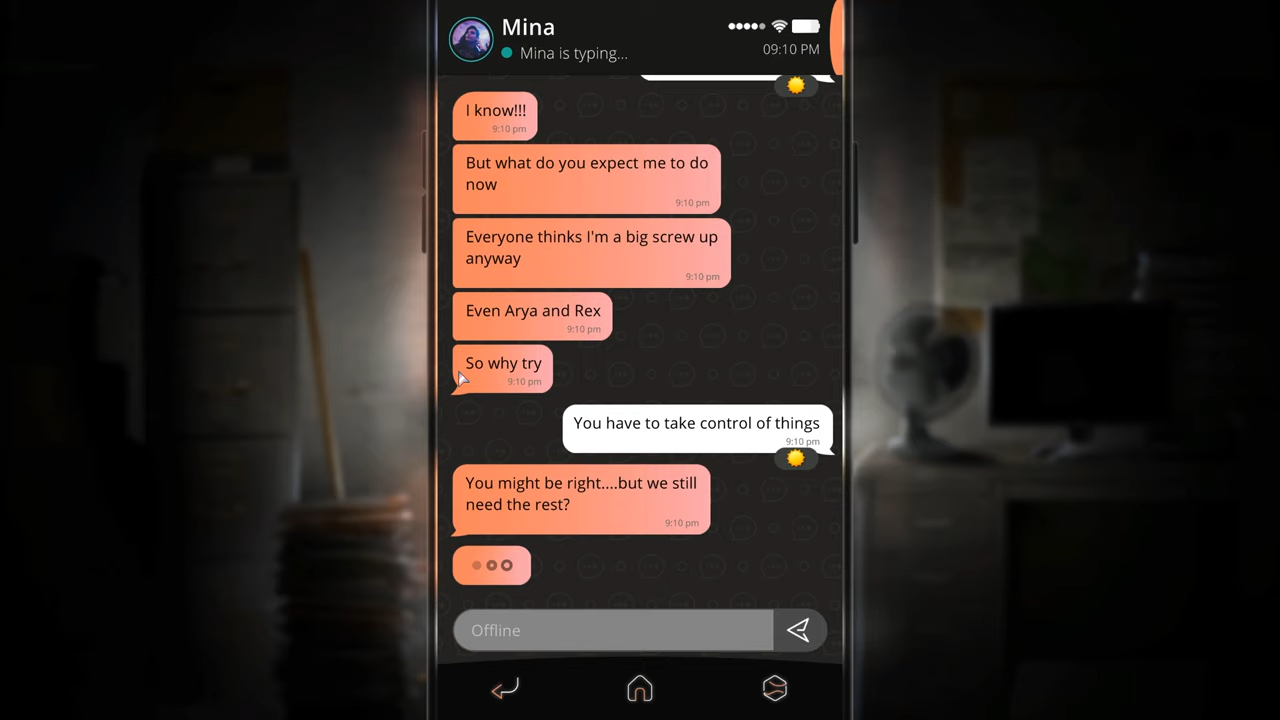 Mina
Mina is typing...
09:10 PM
I know!!!
9:10 pm
But what do you expect me to do
now
9:10 pm
Everyone thinks I'm a big screw up
anyway
9:10 pm
Even Arya and Rex
9:10 pm
So why try
9:10 pm
You have to take control of things
9:10 pm
You might be right....but we still
need the rest?
9:10 pm
Offline